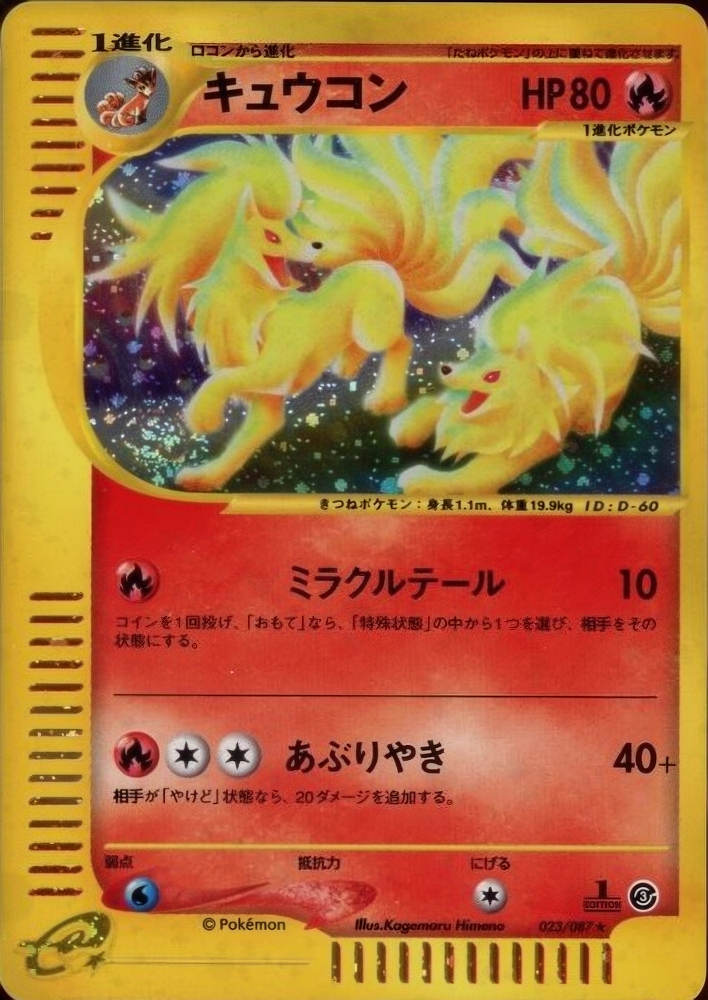 1進化
ロコンから進化
「たねポケモン」の上に重ねて進化させます
キュウコン HP80
1進化ポケモン
きつねポケモン：身長1.1m、体重19.9kg ID:D-60
ミラクルテール 10
コインを1回投げ、「おもて」なら、「特殊状態」の中から1つを選び、相手をその
状態にする。
あぶりやき 40+
相手が「やけど」状態なら、20ダメージを追加する。
弱点 抵抗力 にげる
1
EDITION
3
© Pokémon Illus.Kagemaru Himeno 023/087★
e